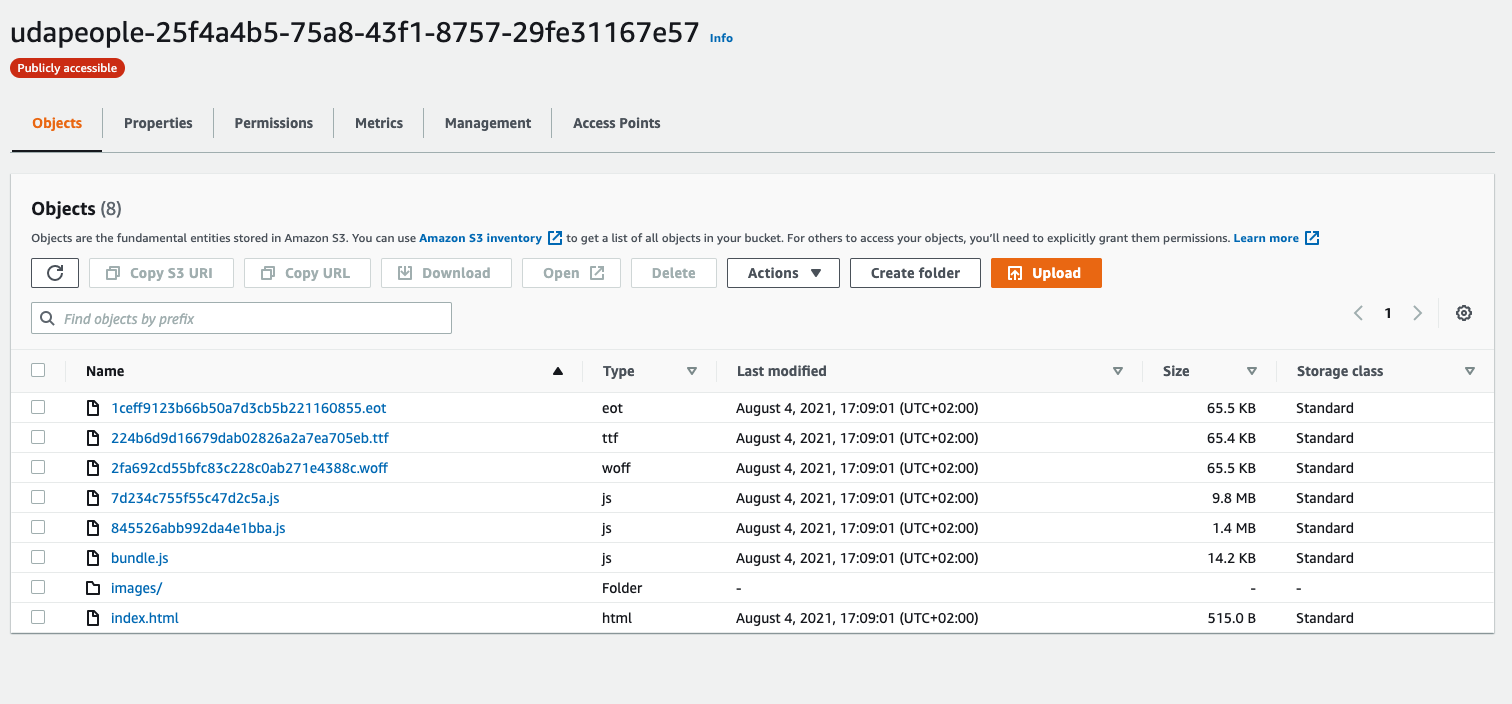 udapeople-25f4a4b5-75a8-43f1-8757-29fe31167e57 Info
Publicly accessible
Objects Properties Permissions Metrics Management Access Points
Objects (8)
Objects are the fundamental entities stored in Amazon S3. You can use Amazon S3 inventory to get a list of all objects in your bucket. For others to access your objects, you'll need to explicitly grant them permissions. Learn more
Copy S3 URI Copy URL Download Open Delete Actions Create folder Upload
Find objects by prefix 1
Name Type Last modified Size Storage class
1ceff9123b66b50a7d3cb5b221160855.eot eot August 4, 2021, 17:09:01 (UTC+02:00) 65.5 KB Standard
224b6d9d16679dab02826a2a7ea705eb.ttf ttf August 4, 2021, 17:09:01 (UTC+02:00) 65.4 KB Standard
2fa692cd55bfc83c228c0ab271e4388c.woff woff August 4, 2021, 17:09:01 (UTC+02:00) 65.5 KB Standard
7d234c755f55c47d2c5a.js js August 4, 2021, 17:09:01 (UTC+02:00) 9.8 MB Standard
845526abb992da4e1bba.js js August 4, 2021, 17:09:01 (UTC+02:00) 1.4 MB Standard
bundle.js js August 4, 2021, 17:09:01 (UTC+02:00) 14.2 KB Standard
images/ Folder - - -
index.html html August 4, 2021, 17:09:01 (UTC+02:00) 515.0 B Standard